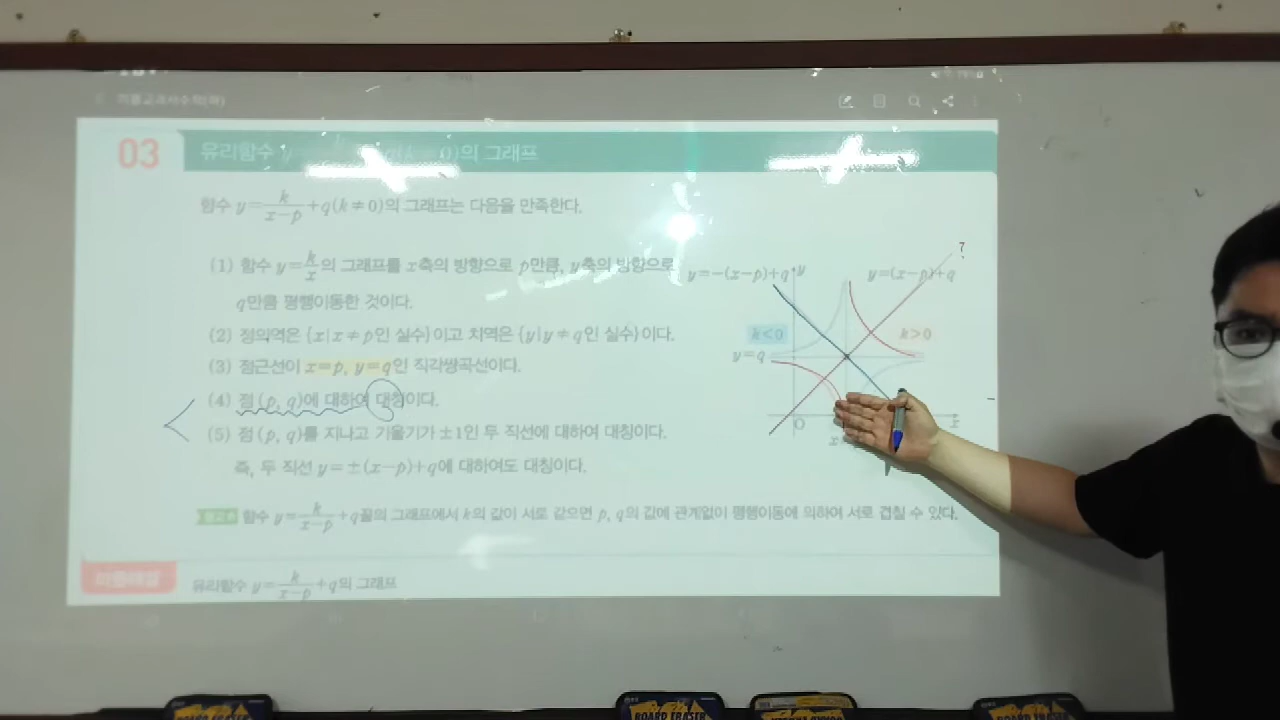 03
유리함수 y= 0)의 그래프
함수 y=k/(x-p)+q(k≠0)의 그래프는 다음을 만족한다.
(1) 함수 y=k/x의 그래프를 x축의 방향으로 p만큼, y축의 방향으로
q만큼 평행이동한 것이다.
(2) 정의역은 {x|x≠p인 실수}이고 치역은 {y|y≠q인 실수}이다.
(3) 점근선이 x=p, y=q인 직각쌍곡선이다.
(4) 점 (p, q)에 대하여 대칭이다.
(5) 점 (p, q)를 지나고 기울기가 ±1인 두 직선에 대하여 대칭이다.
즉, 두 직선 y=±(x-p)+q에 대하여도 대칭이다.
y=-(x-p)+q
y
y=(x-p)+q
?
k<0
k>0
y=q
O
x
x=
함수 y=k/(x-p)+q꼴의 그래프에서 k의 값이 서로 같으면 p, q의 값에 관계없이 평행이동에 의하여 서로 겹칠 수 있다.
유리함수 y=k/(x-p)+q의 그래프
BOARD ERASER
BOARD ERASER